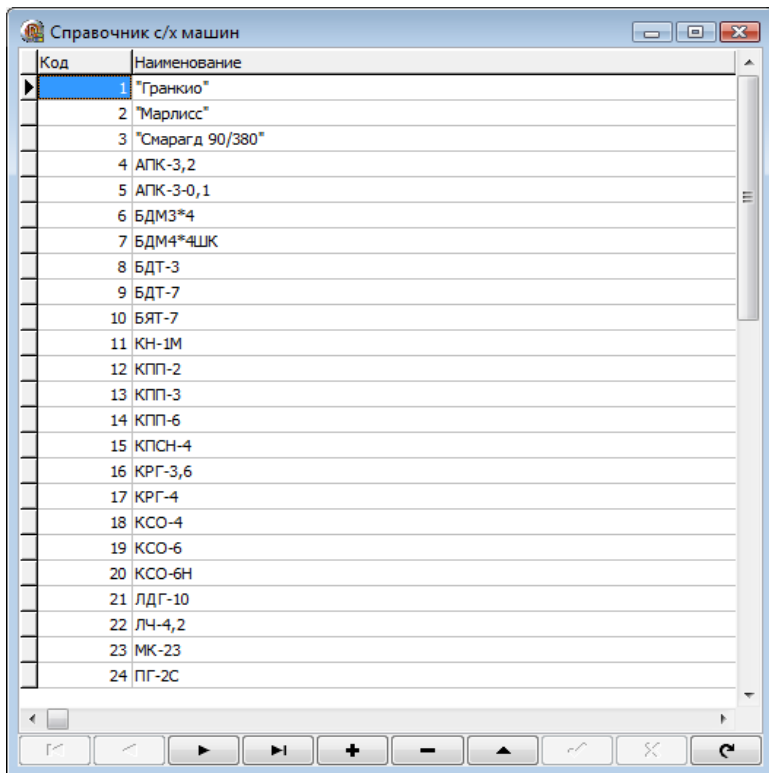 Справочник с/х машин
Код Наименование
1 "Гранкио"
2 "Марлисс"
3 "Смарагд 90/380"
4 АПК-3,2
5 АПК-3-0,1
6 БДМ3*4
7 БДМ4*4ШК
8 БДТ-3
9 БДТ-7
10 БЯТ-7
11 КН-1М
12 КПП-2
13 КПП-3
14 КПП-6
15 КПСН-4
16 КРГ-3,6
17 КРГ-4
18 КСО-4
19 КСО-6
20 КСО-6Н
21 ЛДГ-10
22 ЛЧ-4,2
23 МК-23
24 ПГ-2С